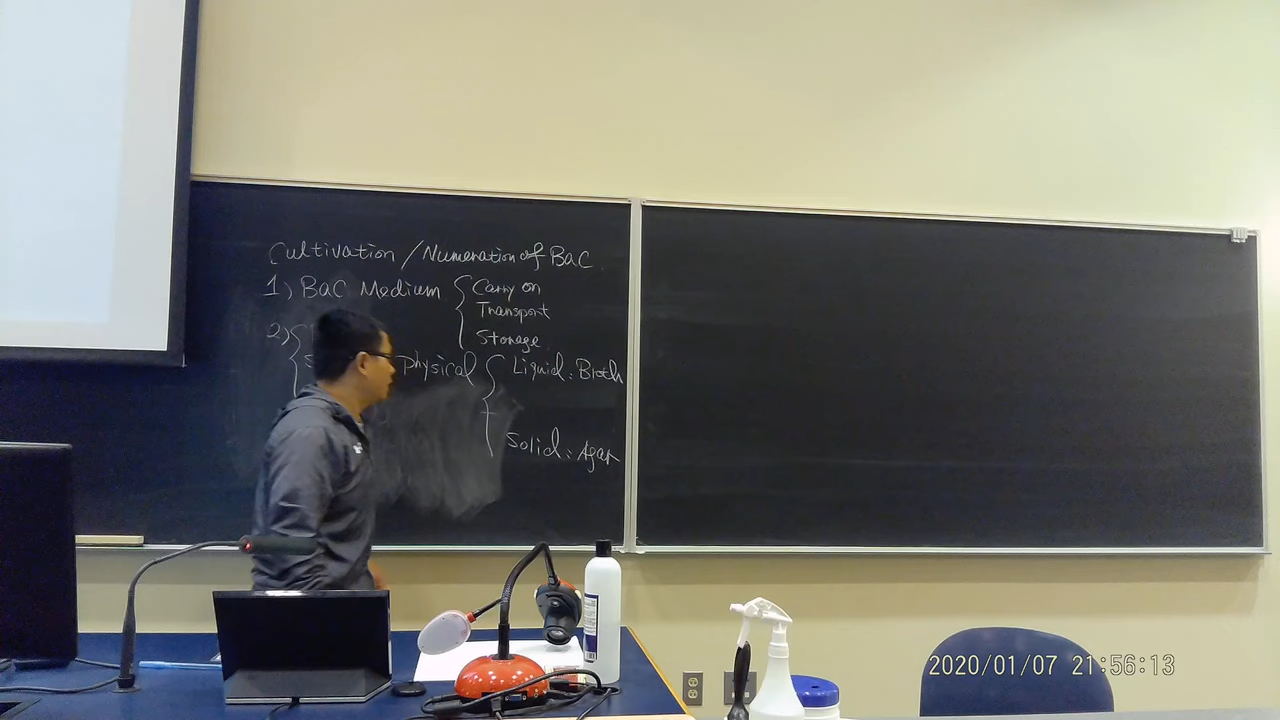 Cultivation / Numeration of BaC
1) BaC Medium { Carry on
Transport
Storage
2) {
Physical { Liquid : Broth
Solid : Agar
2020/01/07 21:56:13